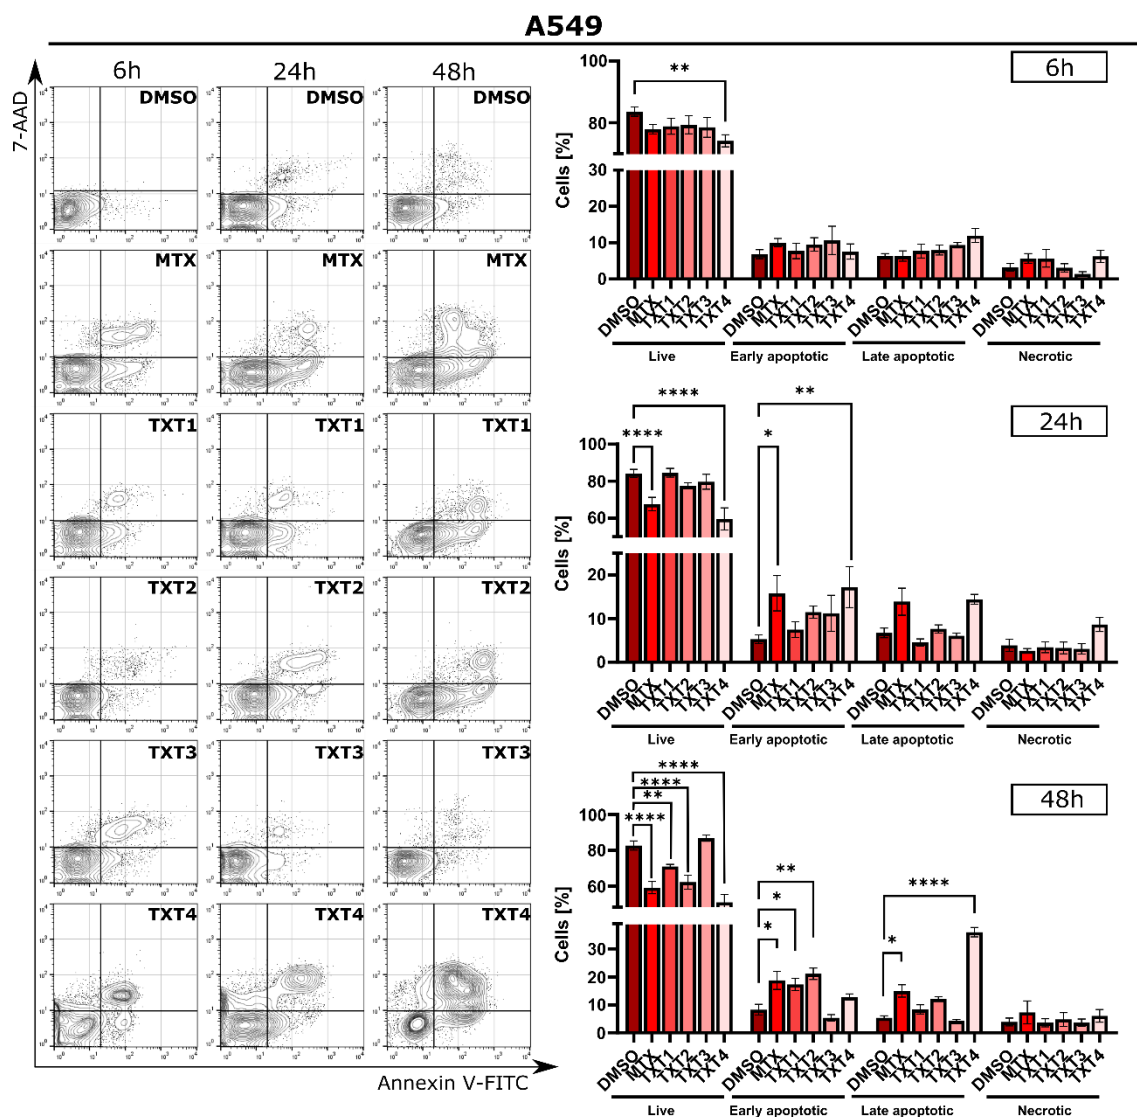 A549
6h 24h 48h
7-AAD
DMSO DMSO DMSO
MTX MTX MTX
TXT1 TXT1 TXT1
TXT2 TXT2 TXT2
TXT3 TXT3 TXT3
TXT4 TXT4 TXT4
Annexin V-FITC
6h
**
100
80
30
20
10
0
Cells [%]
DMSO MTX TXT1 TXT2 TXT3 TXT4 DMSO MTX TXT1 TXT2 TXT3 TXT4 DMSO MTX TXT1 TXT2 TXT3 TXT4 DMSO MTX TXT1 TXT2 TXT3 TXT4
Live Early apoptotic Late apoptotic Necrotic
24h
**** **
**** *
100
80
60
20
10
0
Cells [%]
DMSO MTX TXT1 TXT2 TXT3 TXT4 DMSO MTX TXT1 TXT2 TXT3 TXT4 DMSO MTX TXT1 TXT2 TXT3 TXT4 DMSO MTX TXT1 TXT2 TXT3 TXT4
Live Early apoptotic Late apoptotic Necrotic
48h
****
****
**
****
**
*
*
****
*
100
80
60
30
20
10
0
Cells [%]
DMSO MTX TXT1 TXT2 TXT3 TXT4 DMSO MTX TXT1 TXT2 TXT3 TXT4 DMSO MTX TXT1 TXT2 TXT3 TXT4 DMSO MTX TXT1 TXT2 TXT3 TXT4
Live Early apoptotic Late apoptotic Necrotic